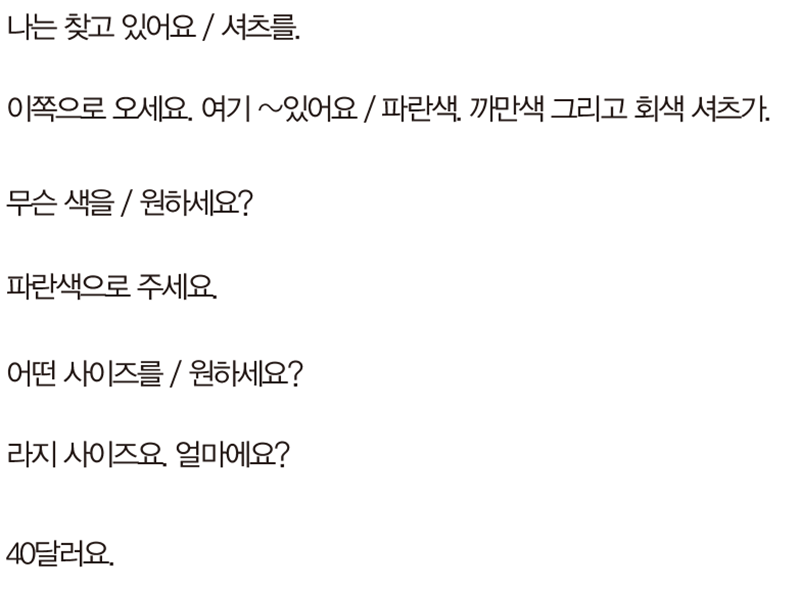 나는 찾고 있어요 / 셔츠를.
이쪽으로 오세요. 여기 ～있어요 / 파란색. 까만색 그리고 회색 셔츠가.
무슨 색을 / 원하세요?
파란색으로 주세요.
어떤 사이즈를 / 원하세요?
라지 사이즈요. 얼마에요?
40달러요.